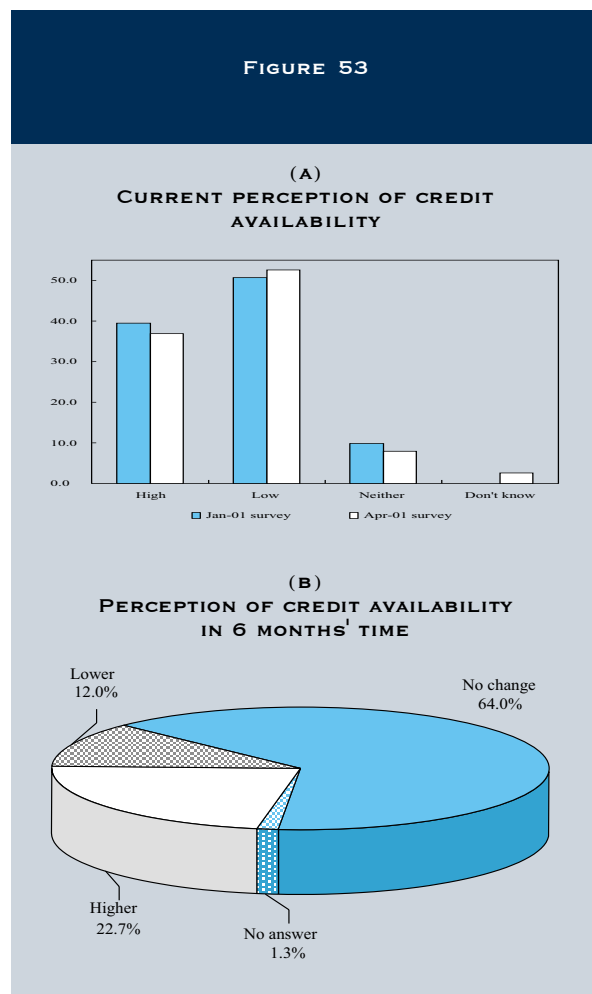 FIGURE 53
(A)
CURRENT PERCEPTION OF CREDIT
AVAILABILITY
50.0
40.0
30.0
20.0
10.0
0.0
High Low Neither Don't know
Jan-01 survey Apr-01 survey
(B)
PERCEPTION OF CREDIT AVAILABILITY
IN 6 MONTHS' TIME
Lower
12.0%
No change
64.0%
Higher
22.7%
No answer
1.3%